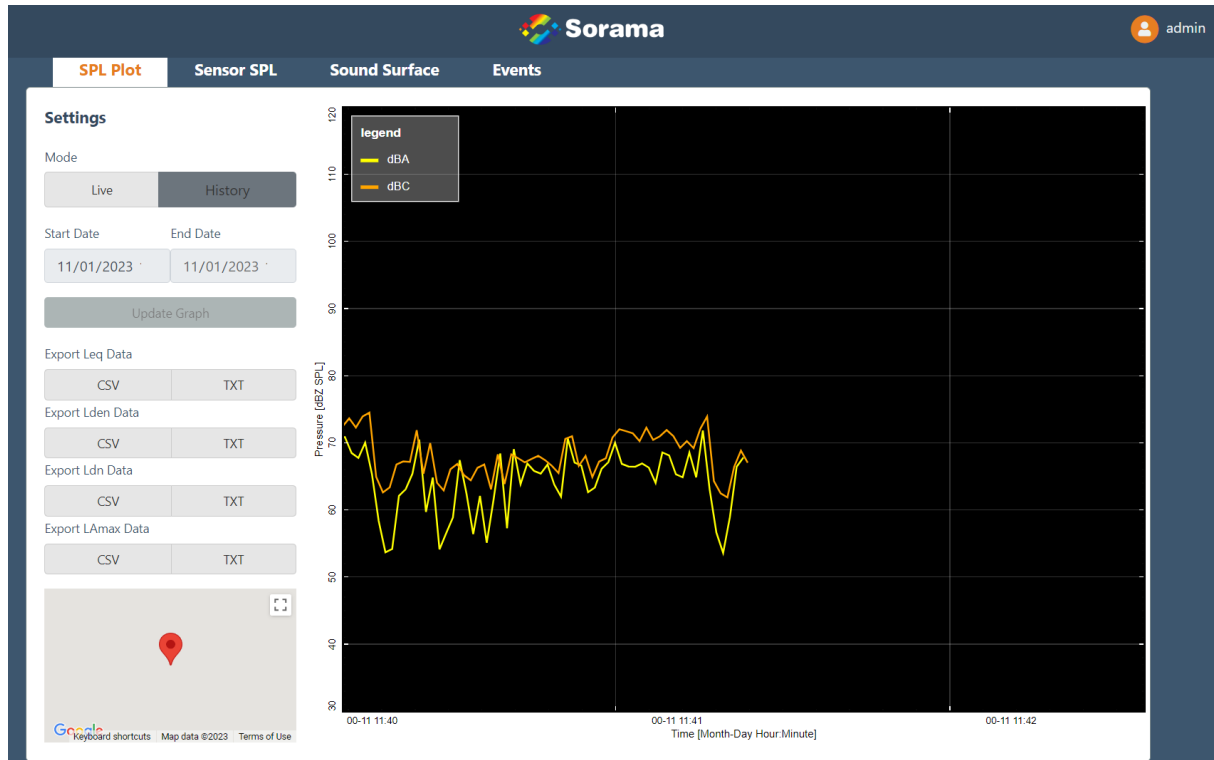 Sorama
admin
SPL Plot
Sensor SPL
Sound Surface
Events
Settings
Mode
Live
History
Start Date
End Date
11/01/2023
11/01/2023
Update Graph
Export Leq Data
CSV
TXT
Export Lden Data
CSV
TXT
Export Ldn Data
CSV
TXT
Export LAmax Data
CSV
TXT
Google
Keyboard shortcuts
Map data ©2023
Terms of Use
legend
dBA
dBC
Pressure [dBZ SPL]
120
110
100
90
80
70
60
50
40
30
00-11 11:40
00-11 11:41
00-11 11:42
Time [Month-Day Hour:Minute]